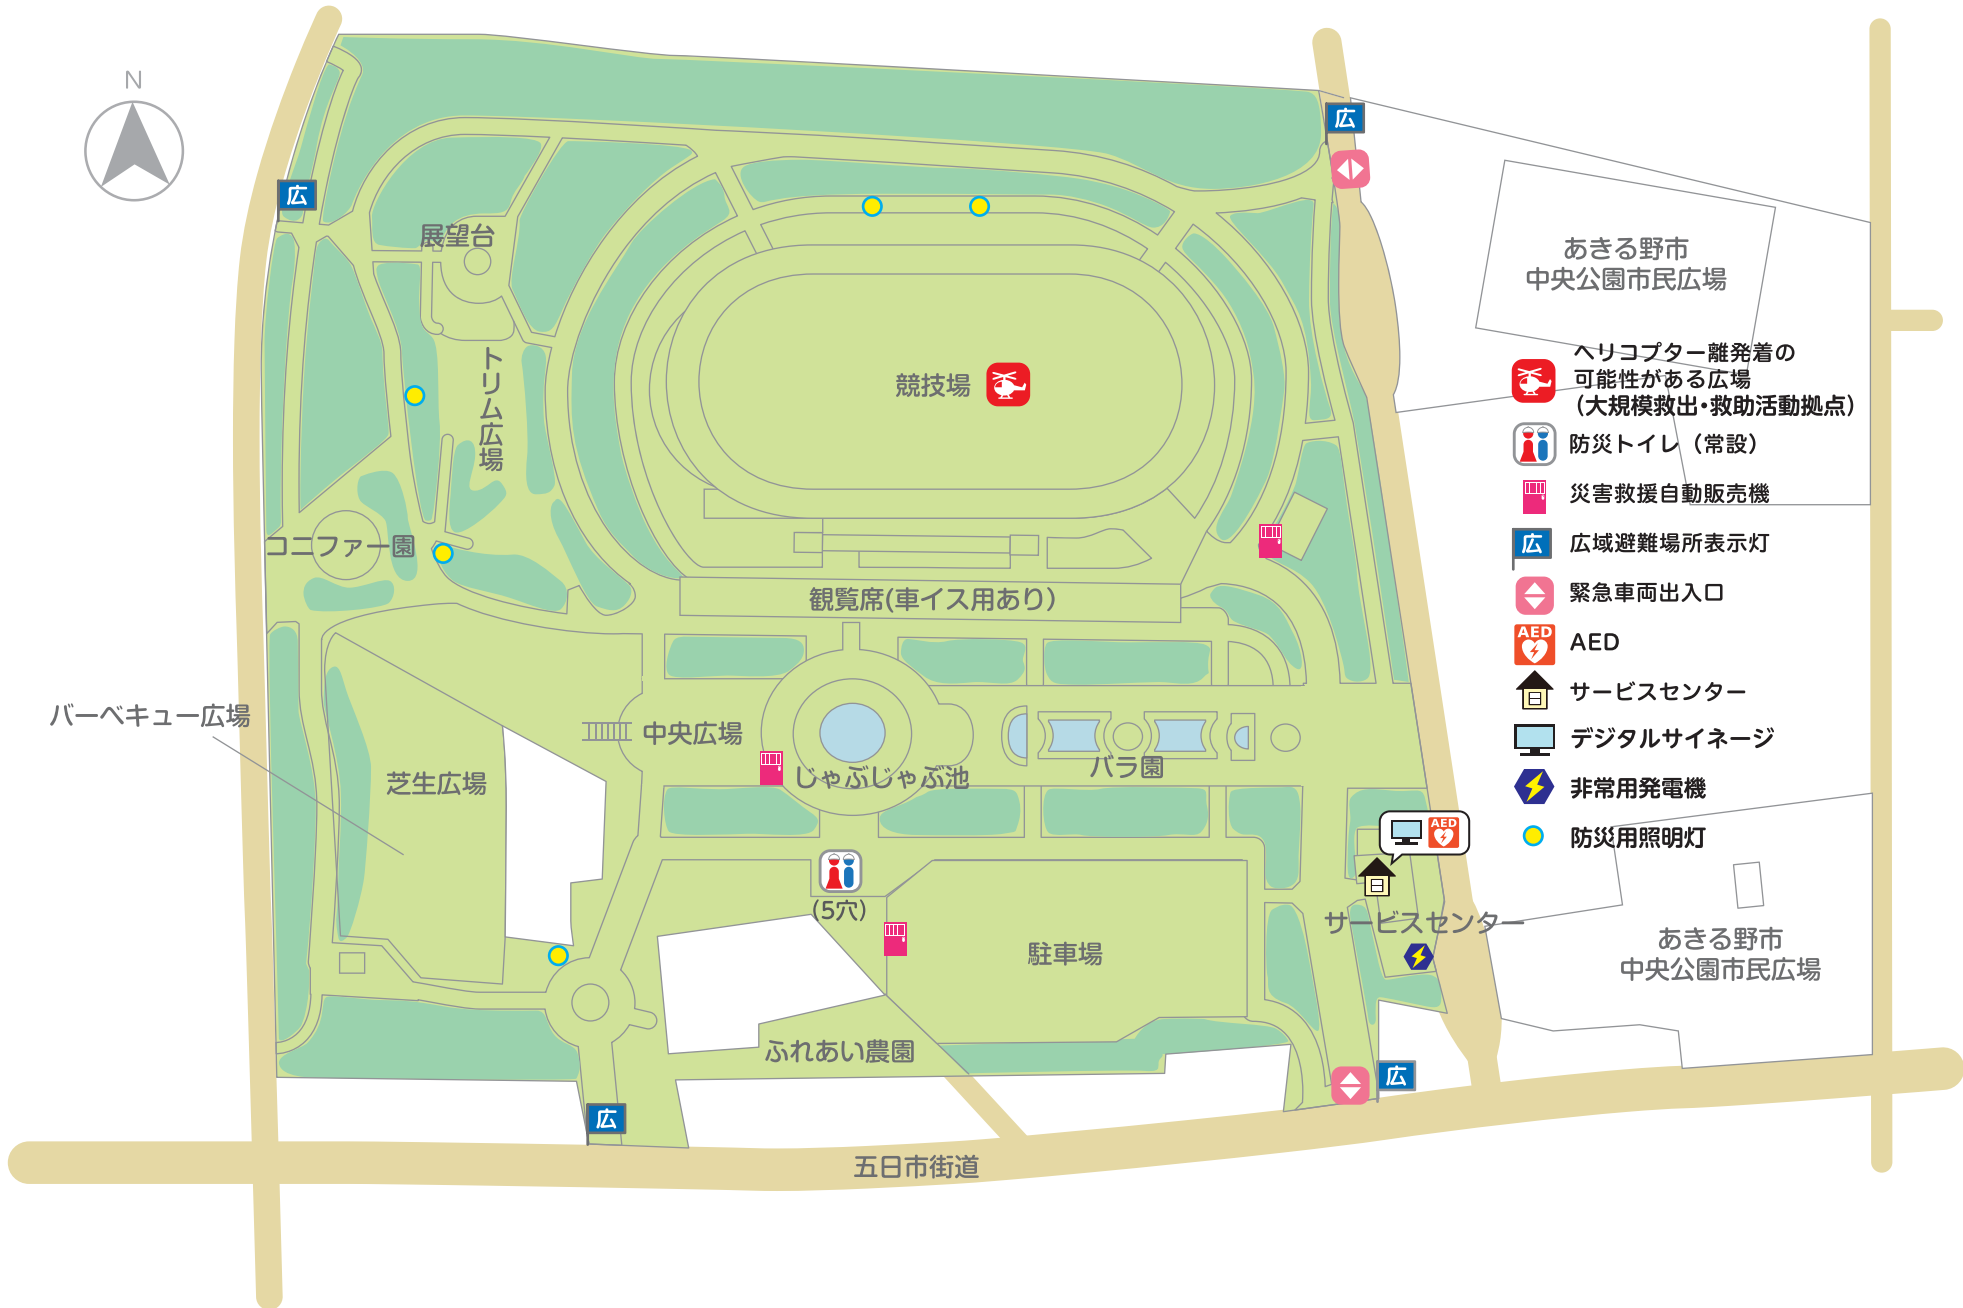 N
広
広
展望台
あきる野市
中央公園市民広場
トリム広場
競技場
ヘリコプター離発着の
可能性がある広場
（大規模救出・救助活動拠点）
防災トイレ（常設）
災害救援自動販売機
広
広域避難場所表示灯
緊急車両出入口
AED
AED
サービスセンター
デジタルサイネージ
非常用発電機
防災用照明灯
コニファー園
観覧席(車イス用あり)
バーベキュー広場
中央広場
じゃぶじゃぶ池
バラ園
芝生広場
AED
(5穴)
サービスセンター
駐車場
あきる野市
中央公園市民広場
ふれあい農園
広
広
五日市街道